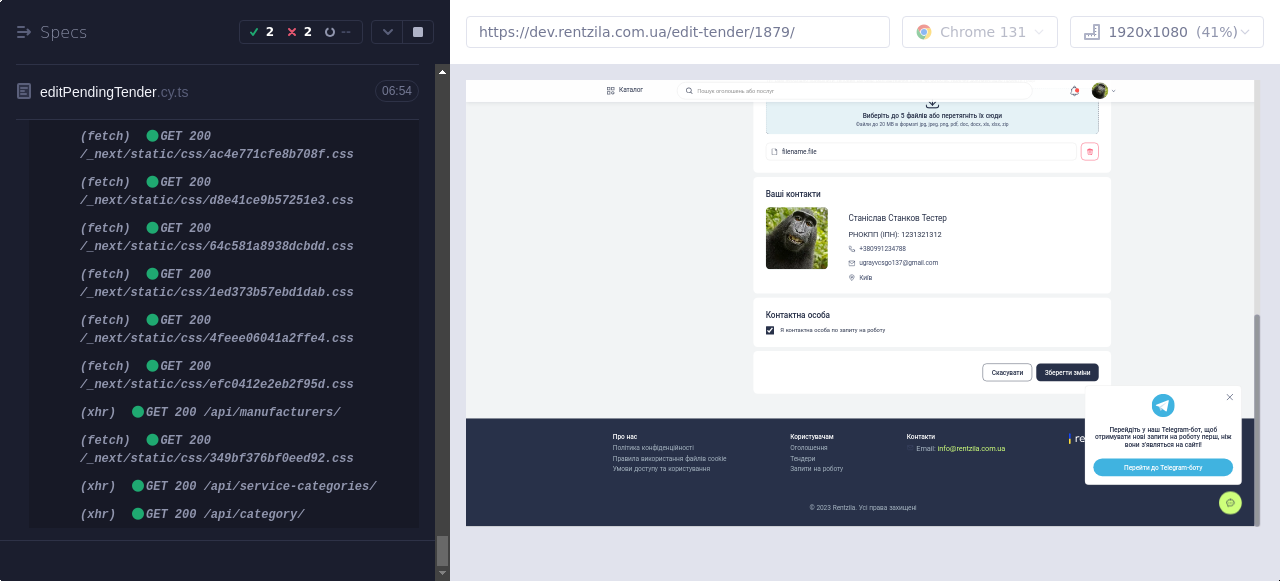 Specs
2
2
--
https://dev.rentzila.com.ua/edit-tender/1879/
Chrome 131
1920x1080 (41%)
editPendingTender.cy.ts
06:54
(fetch) GET 200
/_next/static/css/ac4e771cfe8b708f.css
(fetch) GET 200
/_next/static/css/d8e41ce9b57251e3.css
(fetch) GET 200
/_next/static/css/64c581a8938dcbdd.css
(fetch) GET 200
/_next/static/css/1ed373b57ebd1dab.css
(fetch) GET 200
/_next/static/css/4feee06041a2ffe4.css
(fetch) GET 200
/_next/static/css/efc0412e2eb2f95d.css
(xhr) GET 200 /api/manufacturers/
(fetch) GET 200
/_next/static/css/349bf376bf0eed92.css
(xhr) GET 200 /api/service-categories/
(xhr) GET 200 /api/category/
Каталог
Пошук оголошень або послуг
Виберіть до 5 файлів або перетягніть їх сюди
Файли до 20 MB в форматі jpg, jpeg, png, pdf, doc, docx, xls, xlsx, zip
filename.file
Ваші контакти
Станіслав Станков Тестер
РНОКПП (ІПН): 1231321312
+380991234788
ugrayvcsgo137@gmail.com
Київ
Контактна особа
Я контактна особа по запиту на роботу
Скасувати
Зберегти зміни
Перейдіть у наш Telegram-бот, щоб
отримувати нові запити на роботу перш, ніж
вони з'являться на сайті!
Перейти до Telegram-боту
Про нас
Політика конфіденційності
Правила використання файлів cookie
Умови доступу та користування
Користувачам
Оголошення
Тендери
Запити на роботу
Контакти
Email: info@rentzila.com.ua
re
© 2023 Rentzila. Усі права захищені